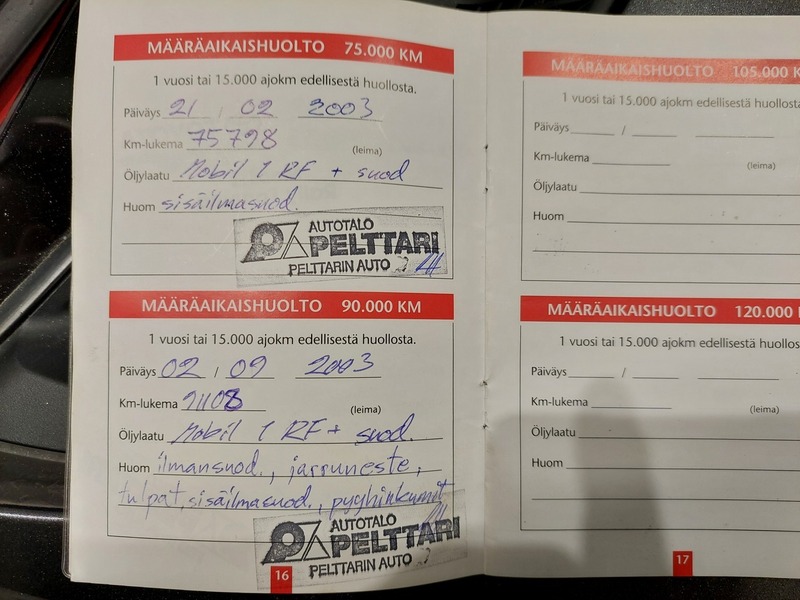 MÄÄRÄAIKAISHUOLTO 75.000 KM
1 vuosi tai 15.000 ajokm edellisestä huollosta.
Päiväys 21 / 02 2003
Km-lukema 75798
(leima)
Öljylaatu Mobil 1 RF + suod
Huom sisäilmasuod.
AUTOTALO
PELTTARI
PELTTARIN AUTO
MÄÄRÄAIKAISHUOLTO 90.000 KM
1 vuosi tai 15.000 ajokm edellisestä huollosta.
Päiväys 02 / 09 2003
Km-lukema 91108
(leima)
Öljylaatu Mobil 1 RF + suod.
Huom ilmansuod., jarruneste,
tulpat, sisäilmasuod., pyyhinkumit
AUTOTALO
PELTTARI
PELTTARIN AUTO
16
MÄÄRÄAIKAISHUOLTO 105.000 K
1 vuosi tai 15.000 ajokm edellisestä huollosta
Päiväys /
Km-lukema
(leima)
Öljylaatu
Huom
MÄÄRÄAIKAISHUOLTO 120.000
1 vuosi tai 15.000 ajokm edellisestä huollosta
Päiväys /
Km-lukema
(leima)
Öljylaatu
Huom
17